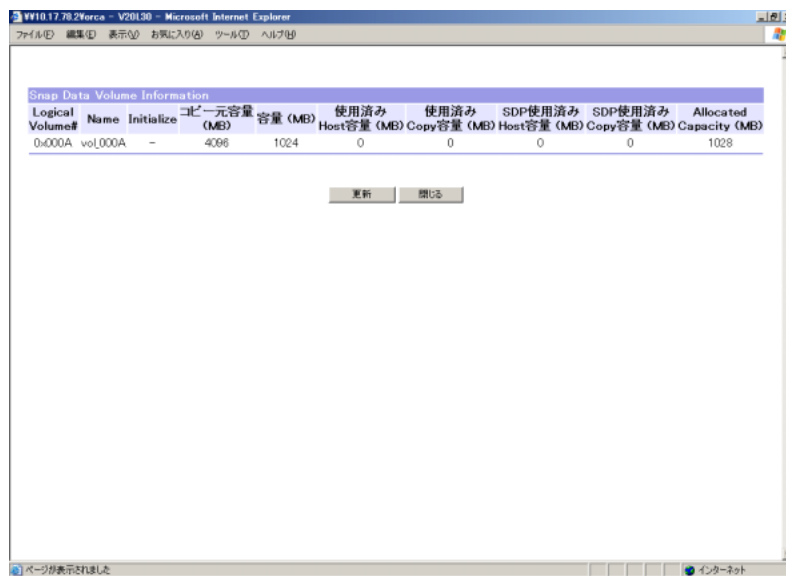 ¥¥10.17.78.2¥orca - V20L30 - Microsoft Internet Explorer
ファイル(F) 編集(E) 表示(V) お気に入り(A) ツール(T) ヘルプ(H)
Snap Data Volume Information
Logical Volume# Name Initialize コピー元容量 (MB) 容量 (MB) 使用済み Host容量 (MB) 使用済み Copy容量 (MB) SDP使用済み Host容量 (MB) SDP使用済み Copy容量 (MB) Allocated Capacity (MB)
0x000A vol_000A − 4096 1024 0 0 0 0 1028
更新 閉じる
ページが表示されました インターネット